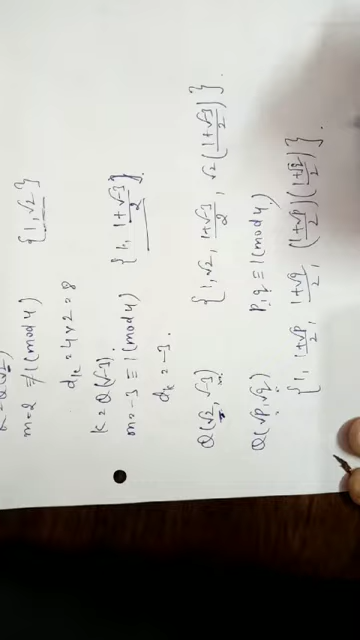 K = Q(√2)
m = 2 ≢ 1(mod 4) {1, √2}
d_K = 4 × 2 = 8
K = Q(√-3).
m = -3 ≡ 1(mod 4) {1, (1+√-3)/2}.
d_K = -3.
Q(√2, √-3) {1, √2, (1+√-3)/2, √2((1+√-3)/2)}.
Q(√p, √q) p, q ≡ 1(mod 4)
{1, (1+√p)/2, (1+√q)/2, ((1+√p)/2)((1+√q)/2)}.